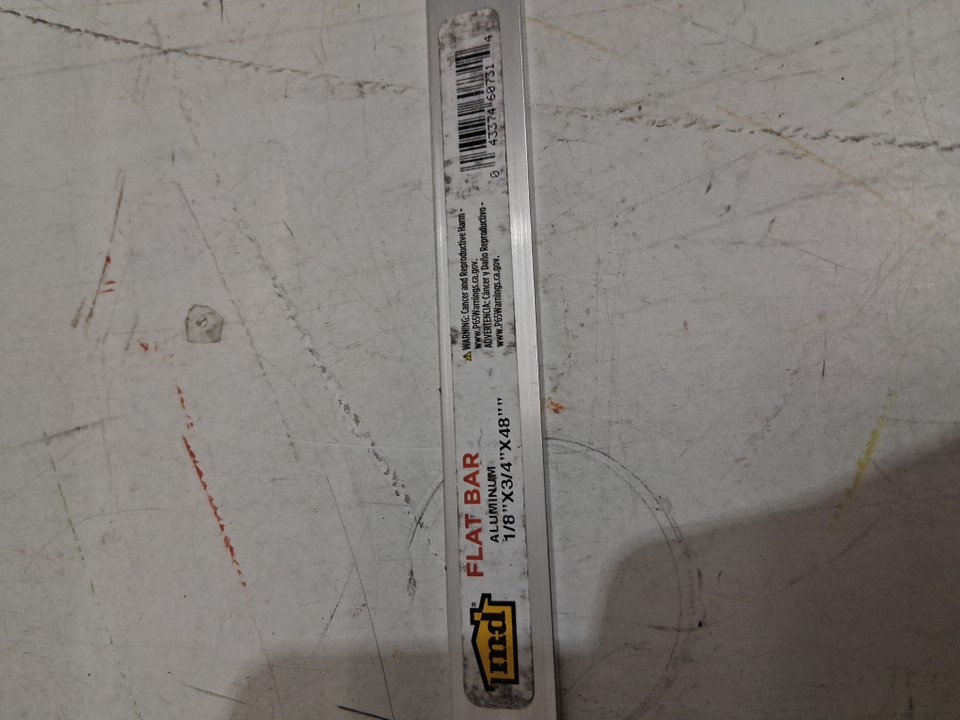 m-d®
FLAT BAR
ALUMINUM
1/8"X3/4"X48""
⚠ WARNING: Cancer and Reproductive Harm -
www.P65Warnings.ca.gov.
ADVERTENCIA: Cáncer y Daño Reproductivo -
www.P65Warnings.ca.gov.
0 43374 60731 4